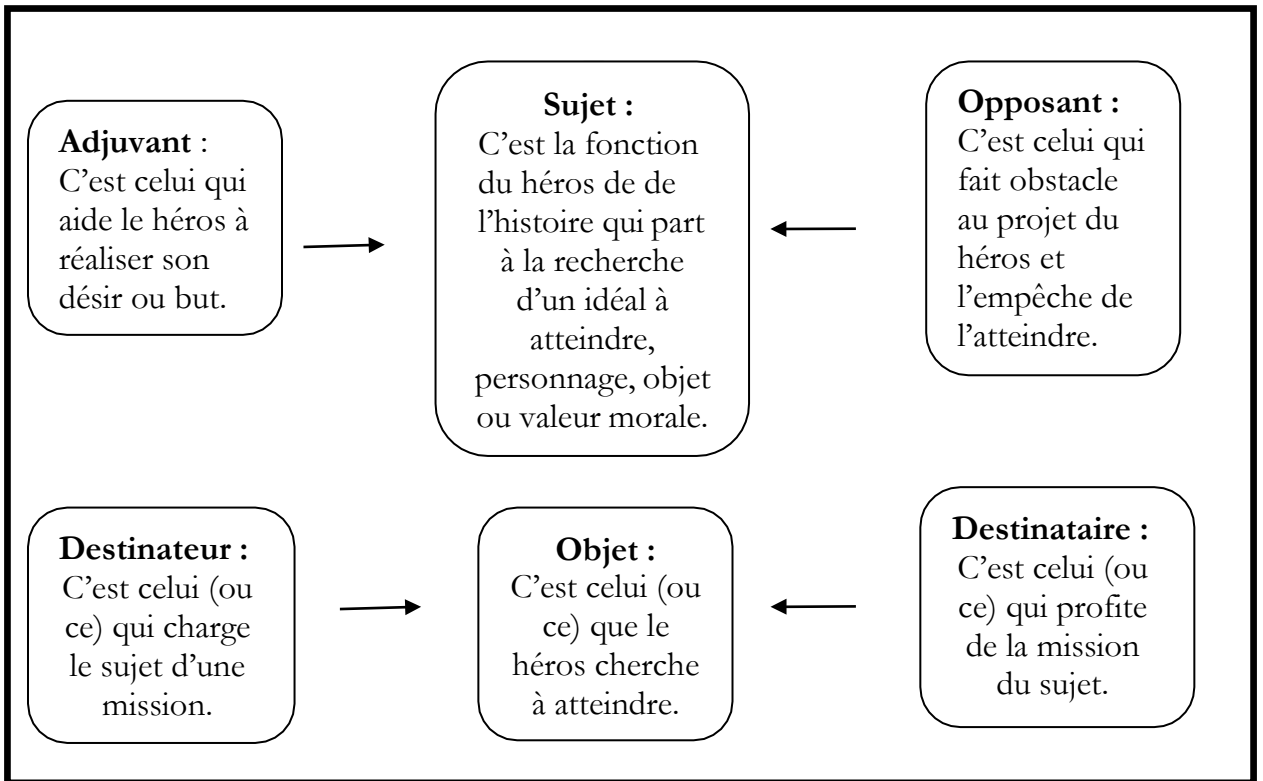 Adjuvant :
C’est celui qui
aide le héros à
réaliser son
désir ou but.
Sujet :
C’est la fonction
du héros de de
l’histoire qui part
à la recherche
d’un idéal à
atteindre,
personnage, objet
ou valeur morale.
Opposant :
C’est celui qui
fait obstacle
au projet du
héros et
l’empêche de
l’atteindre.
Destinateur :
C’est celui (ou
ce) qui charge
le sujet d’une
mission.
Objet :
C’est celui (ou
ce) que le
héros cherche
à atteindre.
Destinataire :
C’est celui (ou
ce) qui profite
de la mission
du sujet.